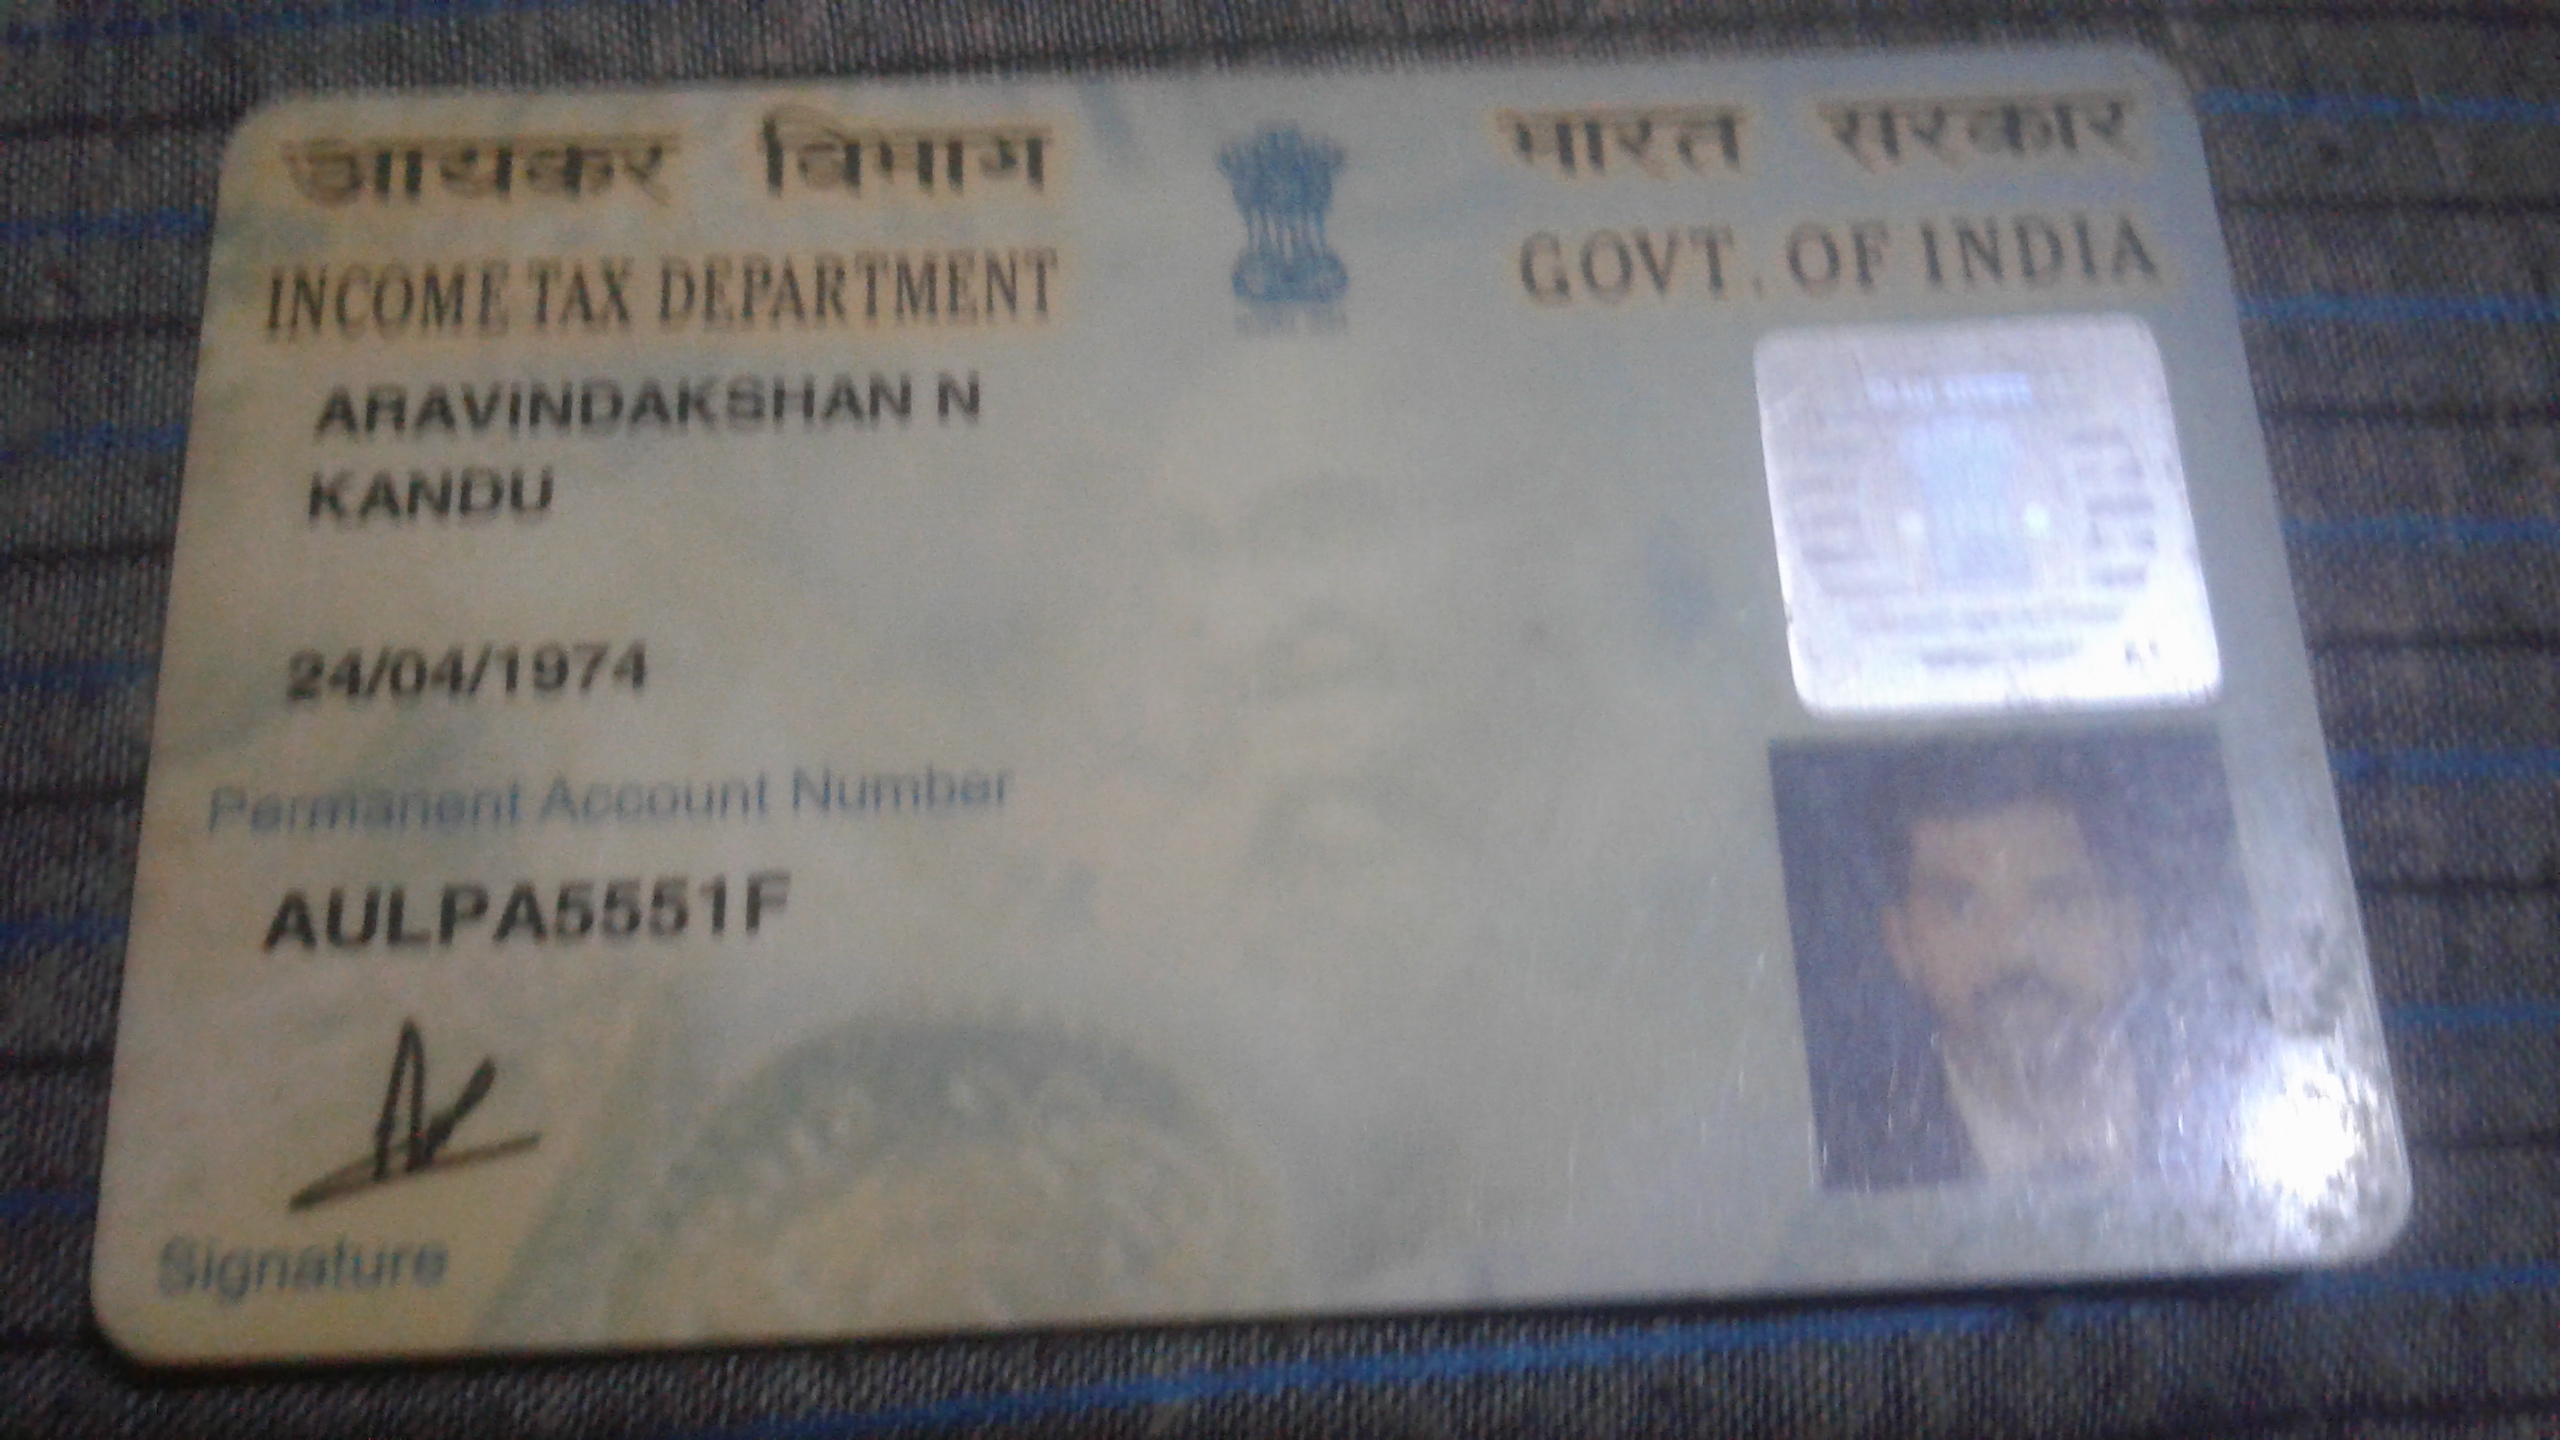 आयकर विभाग
INCOME TAX DEPARTMENT
भारत सरकार
GOVT. OF INDIA
ARAVINDAKSHAN N
KANDU
24/04/1974
Permanent Account Number
AULPA5551F
Signature